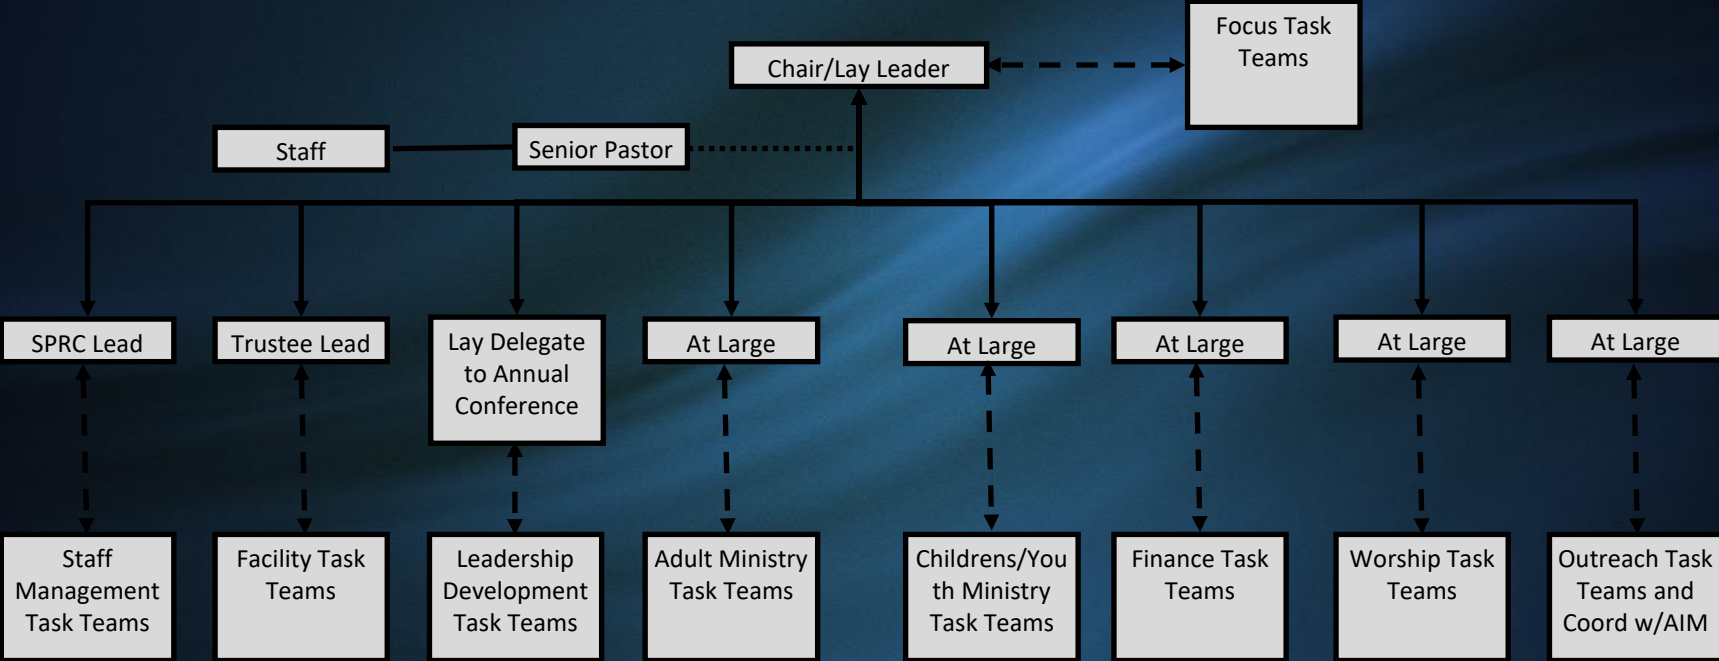 Focus Task
Teams
Chair/Lay Leader
Staff
Senior Pastor
SPRC Lead
Trustee Lead
Lay Delegate
to Annual
Conference
At Large
At Large
At Large
At Large
At Large
Staff
Management
Task Teams
Facility Task
Teams
Leadership
Development
Task Teams
Adult Ministry
Task Teams
Childrens/You
th Ministry
Task Teams
Finance Task
Teams
Worship Task
Teams
Outreach Task
Teams and
Coord w/AIM